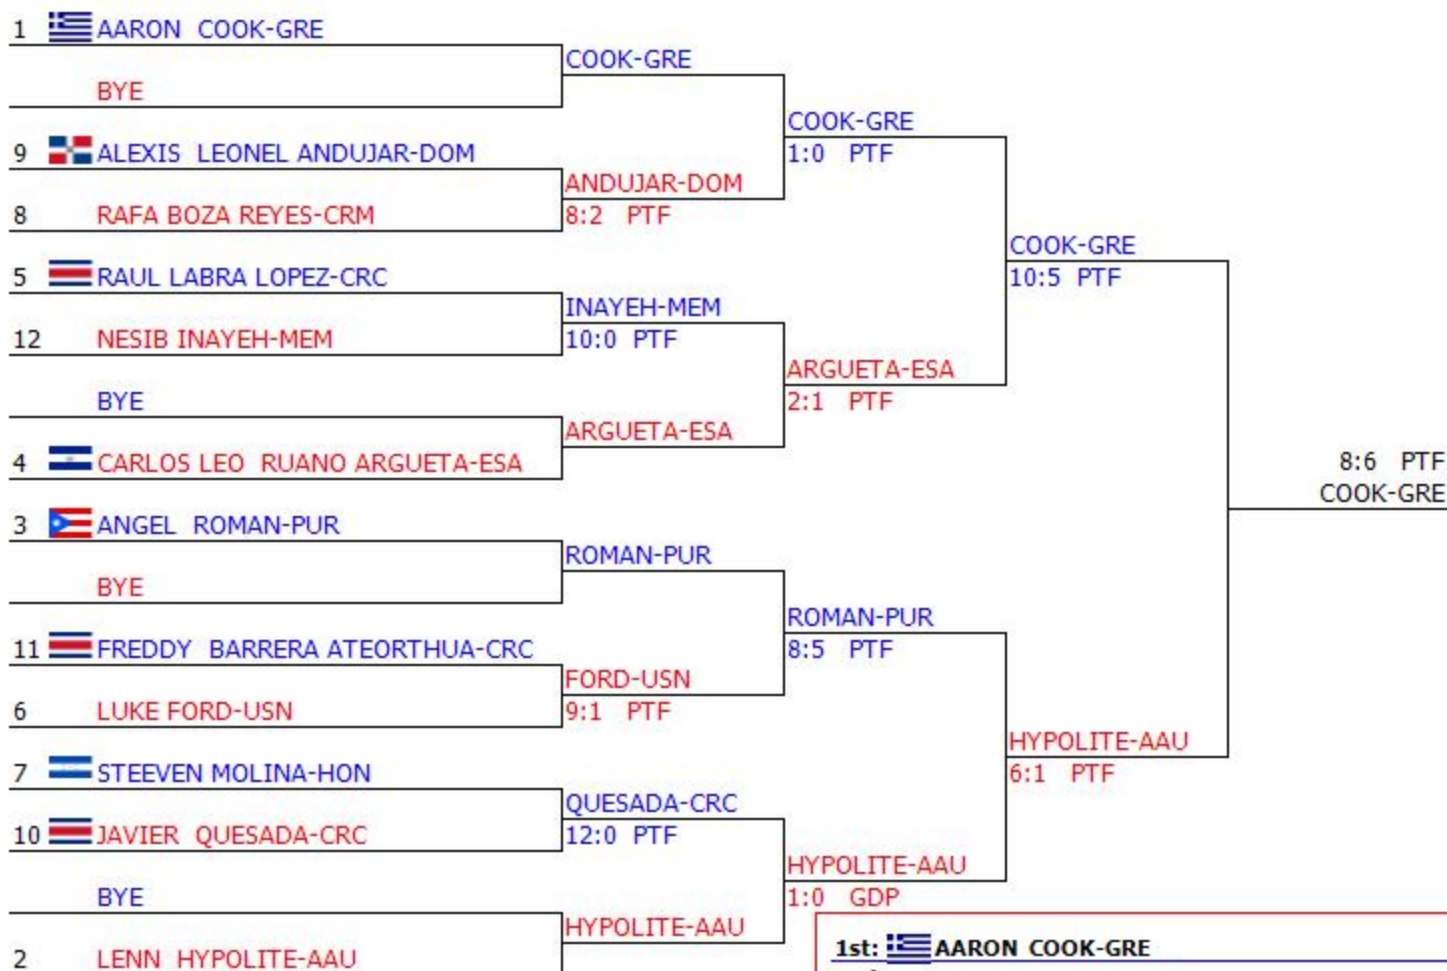 1 AARON COOK-GRE
BYE
9 ALEXIS LEONEL ANDUJAR-DOM
8 RAFA BOZA REYES-CRM
5 RAUL LABRA LOPEZ-CRC
12 NESIB INAYEH-MEM
BYE
4 CARLOS LEO RUANO ARGUETA-ESA
3 ANGEL ROMAN-PUR
BYE
11 FREDDY BARRERA ATEORTHUA-CRC
6 LUKE FORD-USN
7 STEEVEN MOLINA-HON
10 JAVIER QUESADA-CRC
BYE
2 LENN HYPOLITE-AAU
COOK-GRE
ANDUJAR-DOM
8:2 PTF
INAYEH-MEM
10:0 PTF
ARGUETA-ESA
ROMAN-PUR
FORD-USN
9:1 PTF
QUESADA-CRC
12:0 PTF
HYPOLITE-AAU
COOK-GRE
1:0 PTF
ARGUETA-ESA
2:1 PTF
ROMAN-PUR
8:5 PTF
HYPOLITE-AAU
1:0 GDP
COOK-GRE
10:5 PTF
HYPOLITE-AAU
6:1 PTF
8:6 PTF
COOK-GRE
1st: AARON COOK-GRE